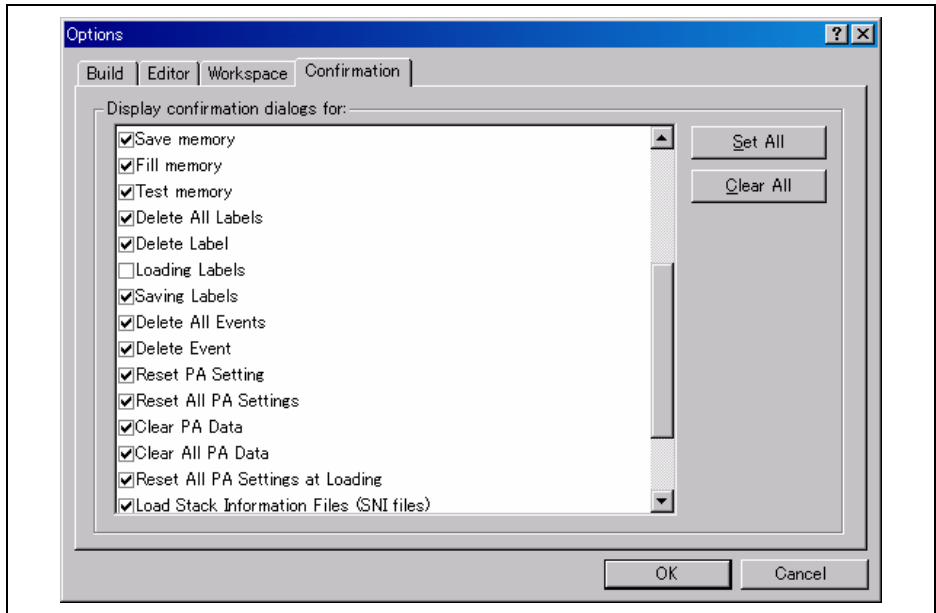 Options
Build Editor Workspace Confirmation
Display confirmation dialogs for:
Save memory
Fill memory
Test memory
Delete All Labels
Delete Label
Loading Labels
Saving Labels
Delete All Events
Delete Event
Reset PA Setting
Reset All PA Settings
Clear PA Data
Clear All PA Data
Reset All PA Settings at Loading
Load Stack Information Files (SNI files)
Set All
Clear All
OK Cancel